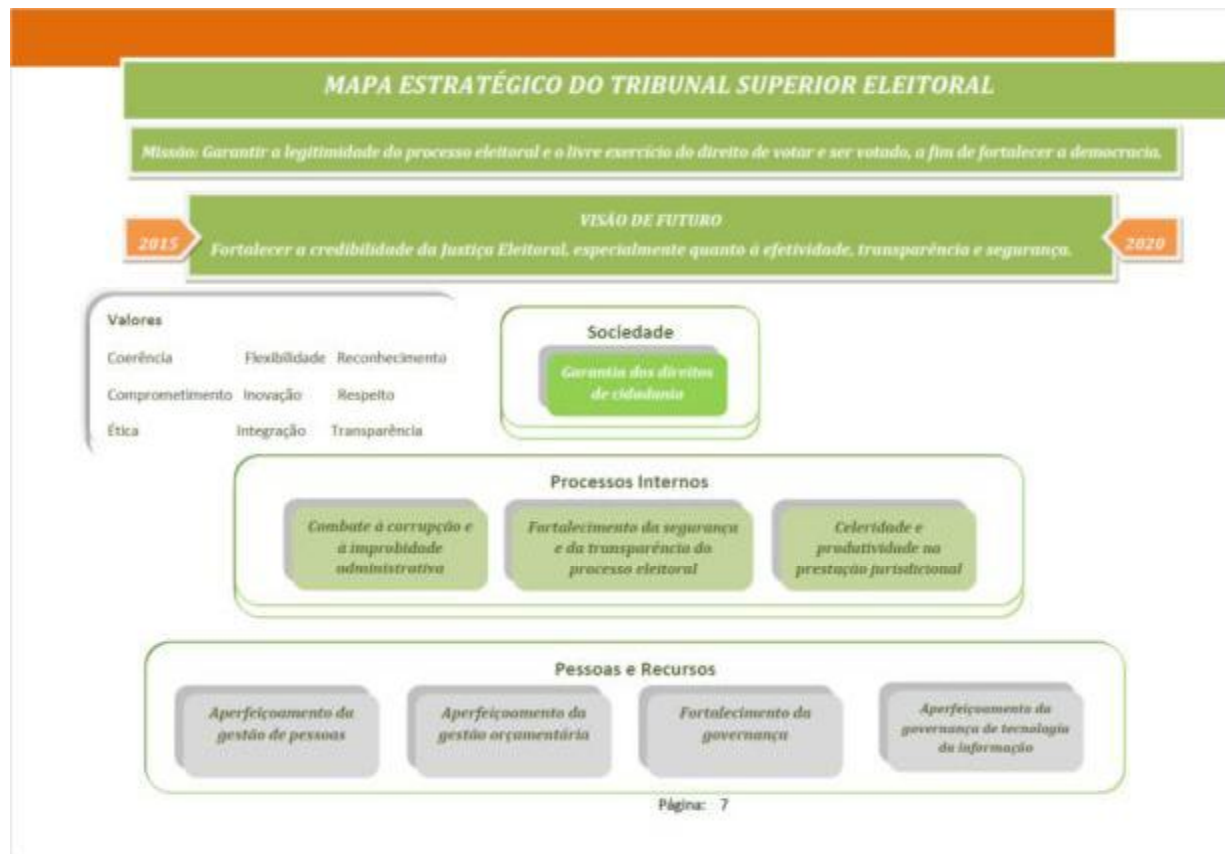 MAPA ESTRATÉGICO DO TRIBUNAL SUPERIOR ELEITORAL
Missão: Garantir a legitimidade do processo eleitoral e o livre exercício do direito de votar e ser votado, a fim de fortalecer a democracia.
VISÃO DE FUTURO
2015
Fortalecer a credibilidade da Justiça Eleitoral, especialmente quanto à efetividade, transparência e segurança.
2020
Valores
Coerência Flexibilidade Reconhecimento
Comprometimento Inovação Respeito
Ética Integração Transparência
Sociedade
Garantia dos direitos
de cidadania
Processos Internos
Combate à corrupção e
à improbidade
administrativa
Fortalecimento da segurança
e da transparência do
processo eleitoral
Celeridade e
produtividade na
prestação jurisdicional
Pessoas e Recursos
Aperfeiçoamento da
gestão de pessoas
Aperfeiçoamento da
gestão orçamentária
Fortalecimento da
governança
Aperfeiçoamento da
governança de tecnologia
da informação
Página: 7